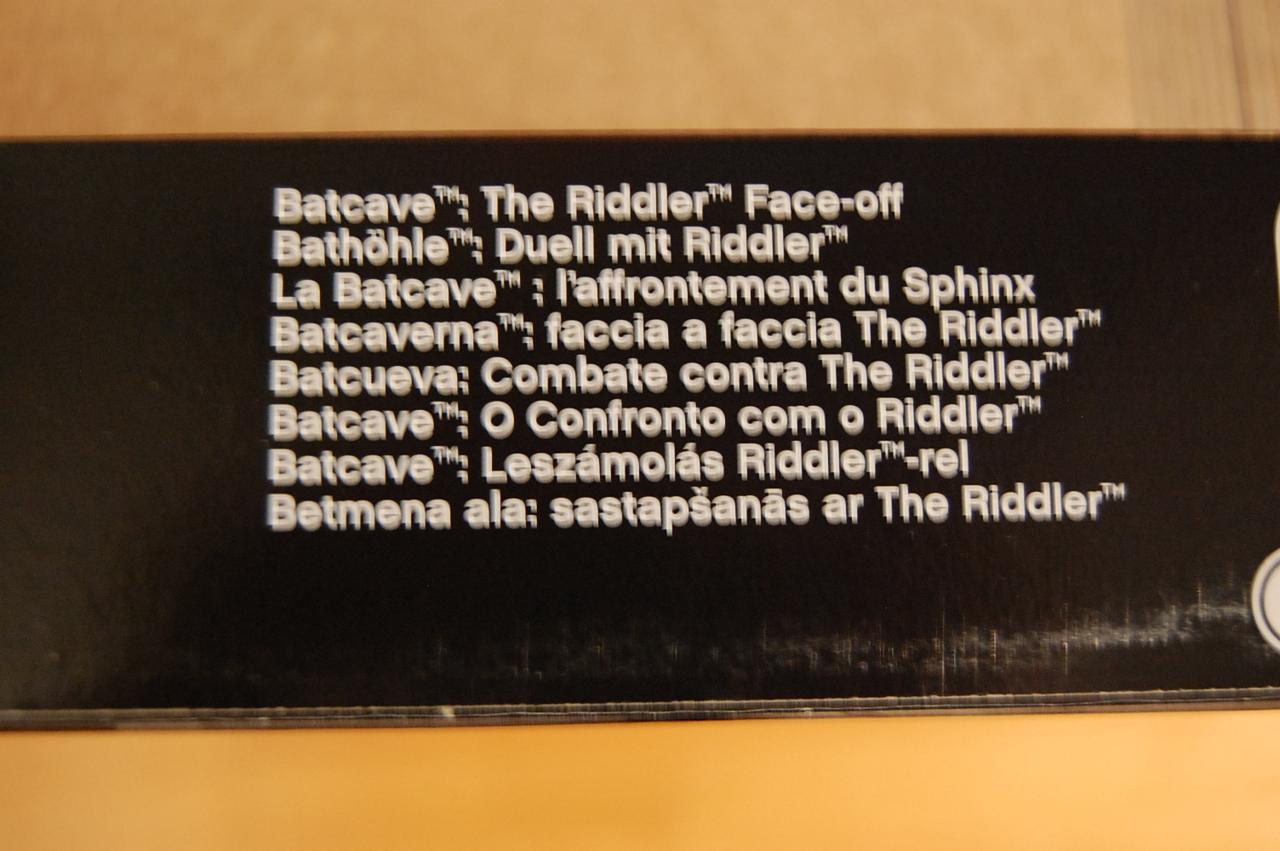 Batcave™: The Riddler™ Face-off
Bathöhle™: Duell mit Riddler™
La Batcave™ : l'affrontement du Sphinx
Batcaverna™: faccia a faccia The Riddler™
Batcueva: Combate contra The Riddler™
Batcave™: O Confronto com o Riddler™
Batcave™: Leszámolás Riddler™-rel
Betmena ala: sastapšanās ar The Riddler™